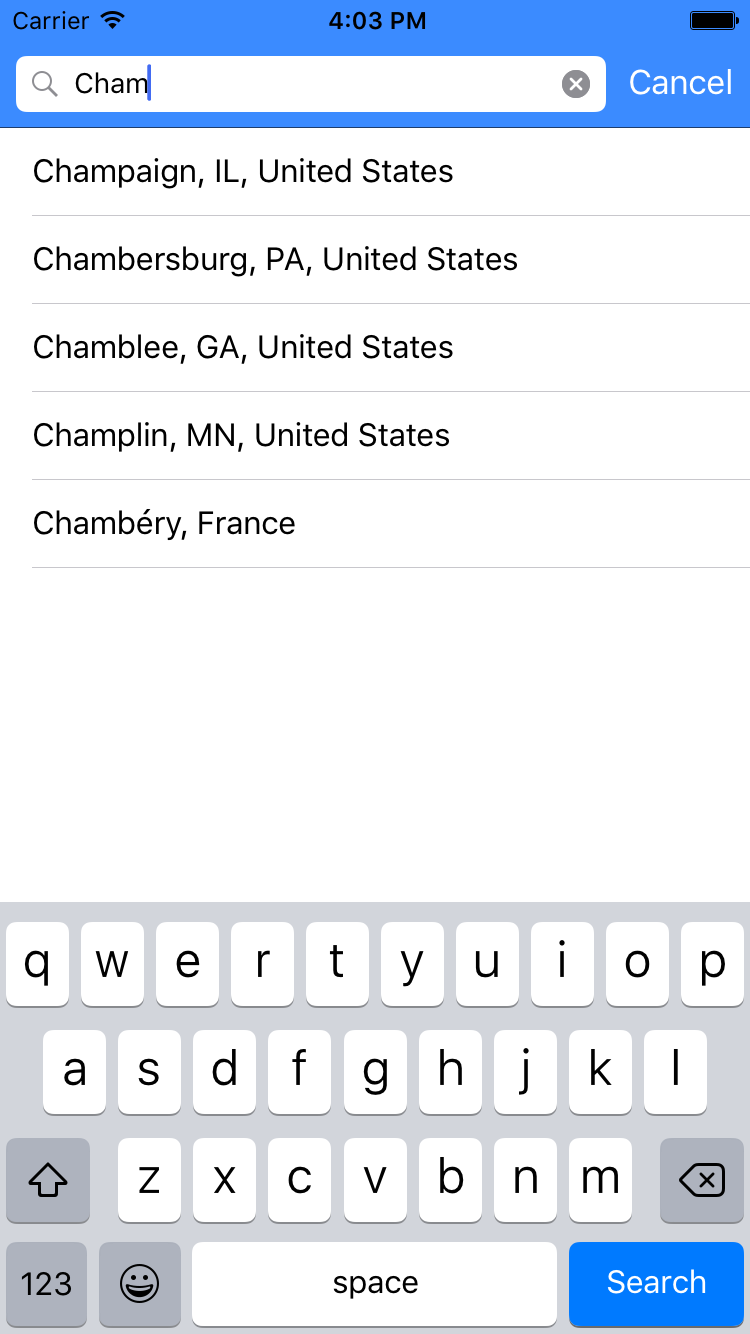 Carrier 4:03 PM
Cham Cancel
Champaign, IL, United States
Chambersburg, PA, United States
Chamblee, GA, United States
Champlin, MN, United States
Chambéry, France
q w e r t y u i o p
a s d f g h j k l
z x c v b n m
123 space Search